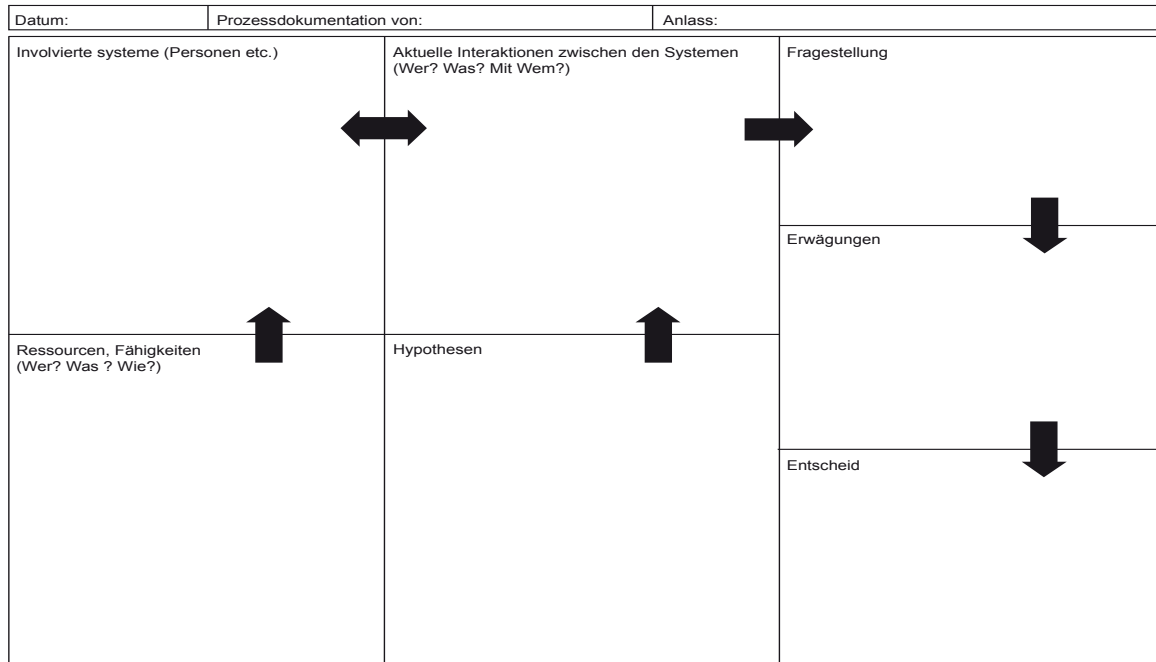 Datum:
Prozessdokumentation von:
Anlass:
Involvierte systeme (Personen etc.)
Aktuelle Interaktionen zwischen den Systemen
(Wer? Was? Mit Wem?)
Fragestellung
Erwägungen
Ressourcen, Fähigkeiten
(Wer? Was ? Wie?)
Hypothesen
Entscheid